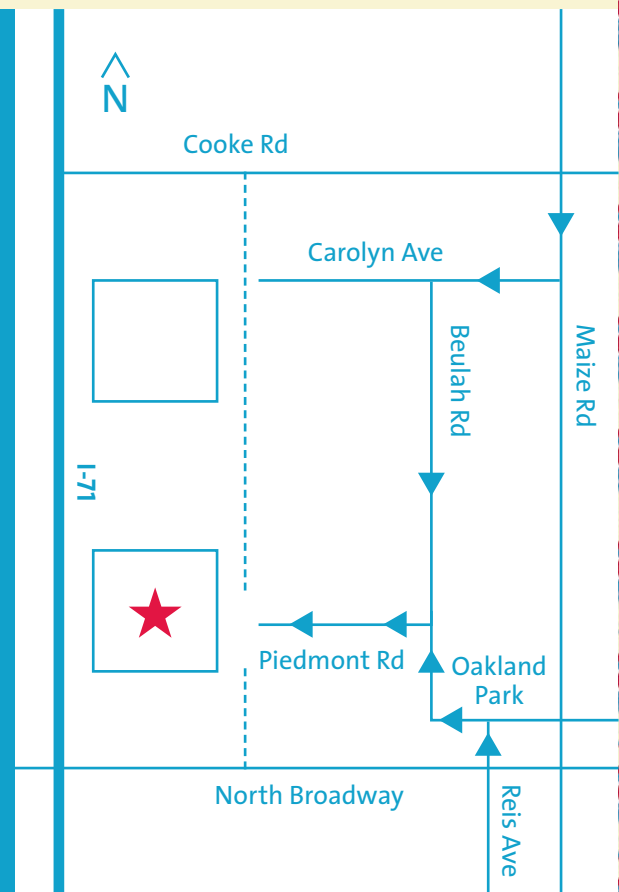 N
Cooke Rd
Carolyn Ave
Beulah Rd
Maize Rd
I-71
Piedmont Rd
Oakland
Park
North Broadway
Reis Ave